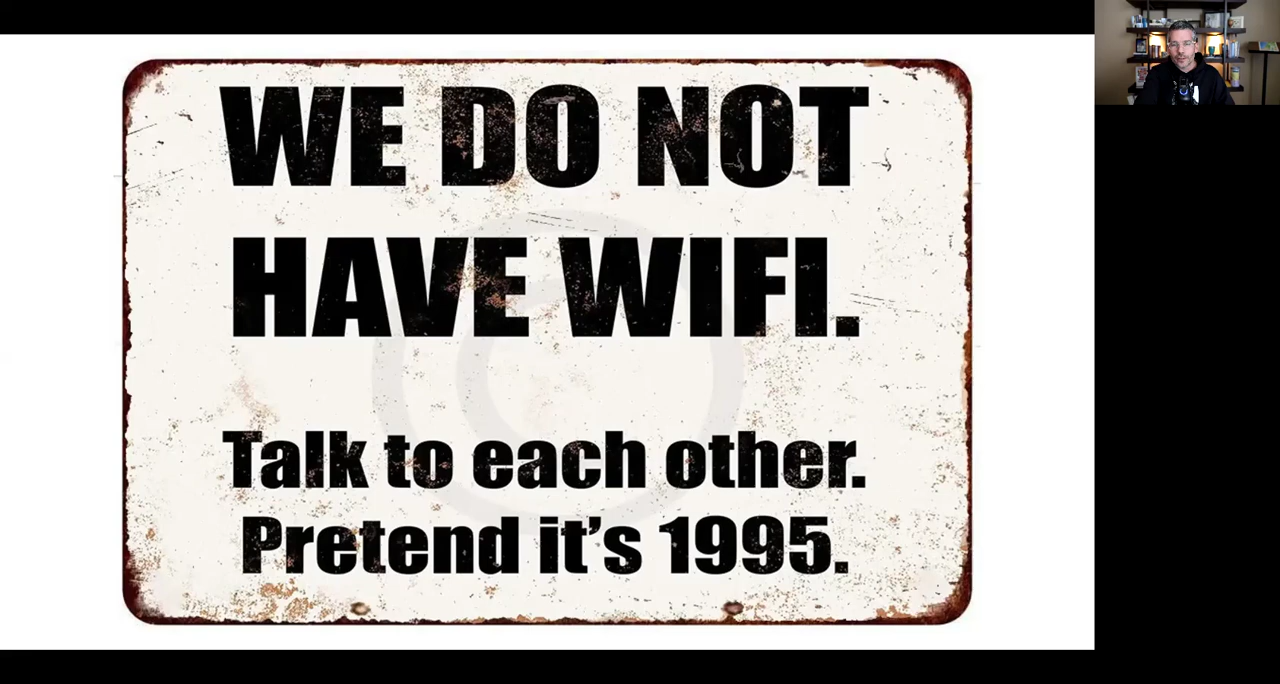 WE DO NOT
HAVE WIFI.
Talk to each other.
Pretend it's 1995.